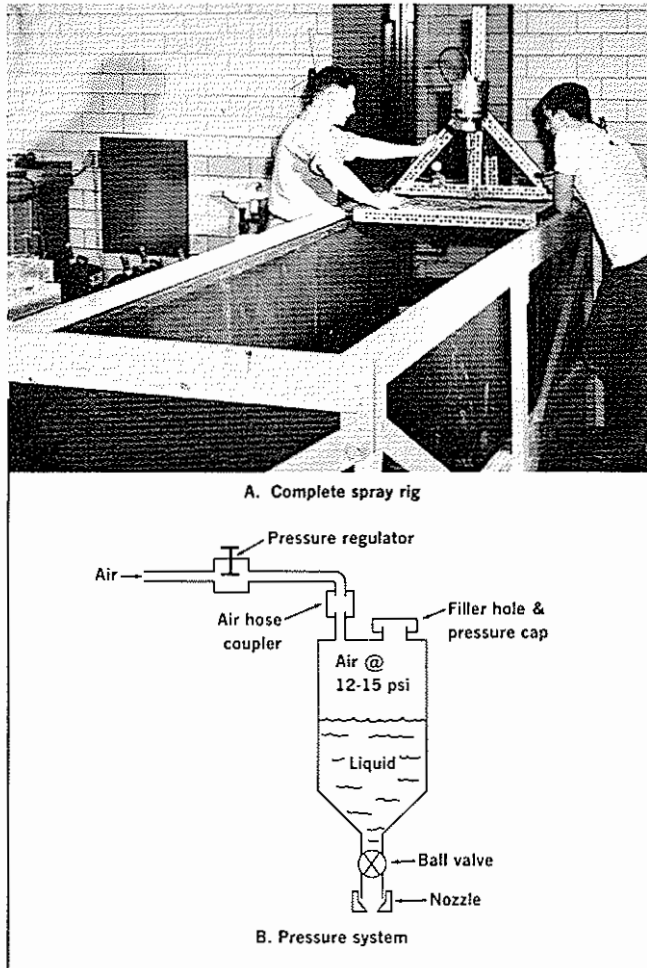 A. Complete spray rig
Pressure regulator
Air
Air hose
coupler
Filler hole &
pressure cap
Air @
12-15 psi
Liquid
Ball valve
Nozzle
B. Pressure system